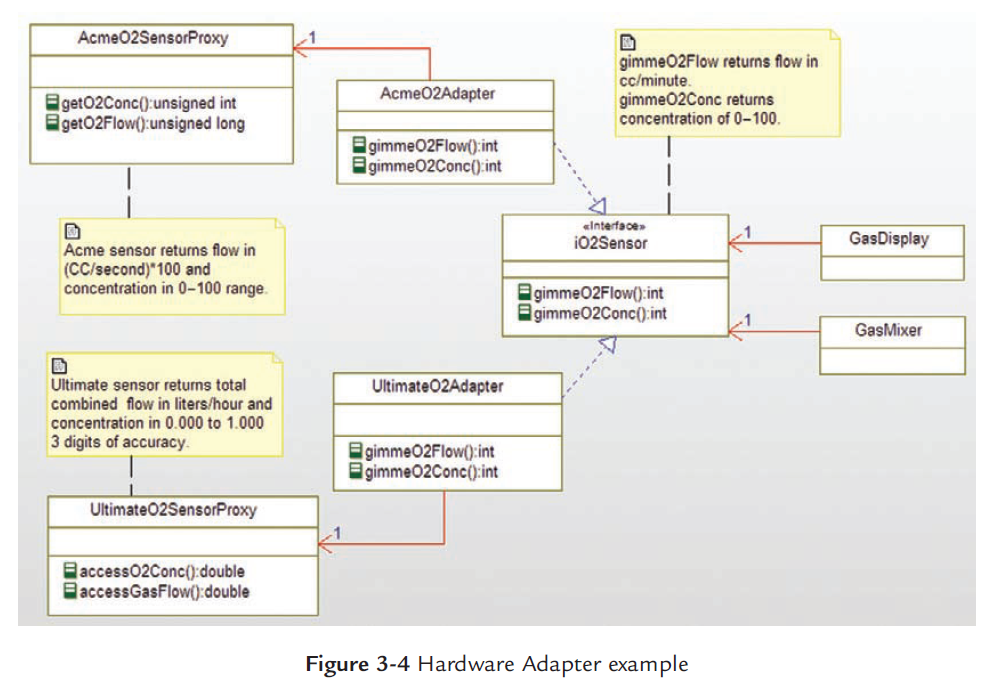 AcmeO2SensorProxy
getO2Conc():unsigned int
getO2Flow():unsigned long
1
AcmeO2Adapter
gimmeO2Flow():int
gimmeO2Conc():int
gimmeO2Flow returns flow in
cc/minute.
gimmeO2Conc returns
concentration of 0–100.
Acme sensor returns flow in
(CC/second)*100 and
concentration in 0–100 range.
«Interface»
iO2Sensor
gimmeO2Flow():int
gimmeO2Conc():int
1
GasDisplay
1
GasMixer
Ultimate sensor returns total
combined flow in liters/hour and
concentration in 0.000 to 1.000
3 digits of accuracy.
UltimateO2Adapter
gimmeO2Flow():int
gimmeO2Conc():int
UltimateO2SensorProxy
1
accessO2Conc():double
accessGasFlow():double
Figure 3-4 Hardware Adapter example